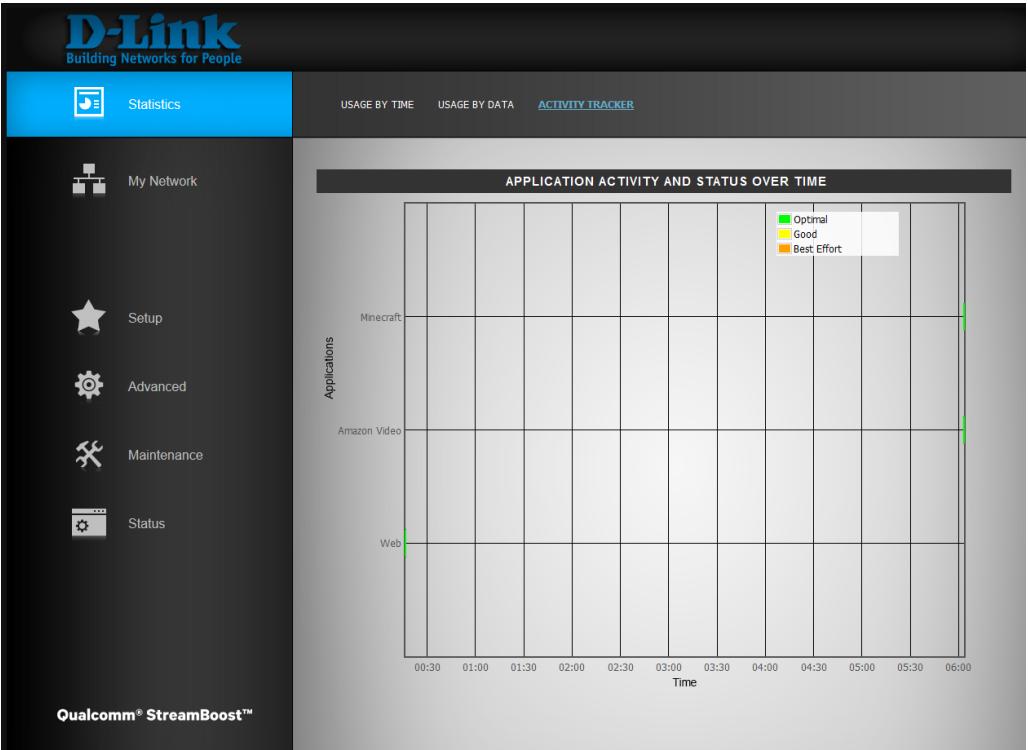 D-Link
Building Networks for People
Statistics
USAGE BY TIME USAGE BY DATA ACTIVITY TRACKER
My Network
Setup
Advanced
Maintenance
Status
Qualcomm® StreamBoost™
APPLICATION ACTIVITY AND STATUS OVER TIME
Optimal
Good
Best Effort
Applications
Minecraft
Amazon Video
Web
00:30 01:00 01:30 02:00 02:30 03:00 03:30 04:00 04:30 05:00 05:30 06:00
Time